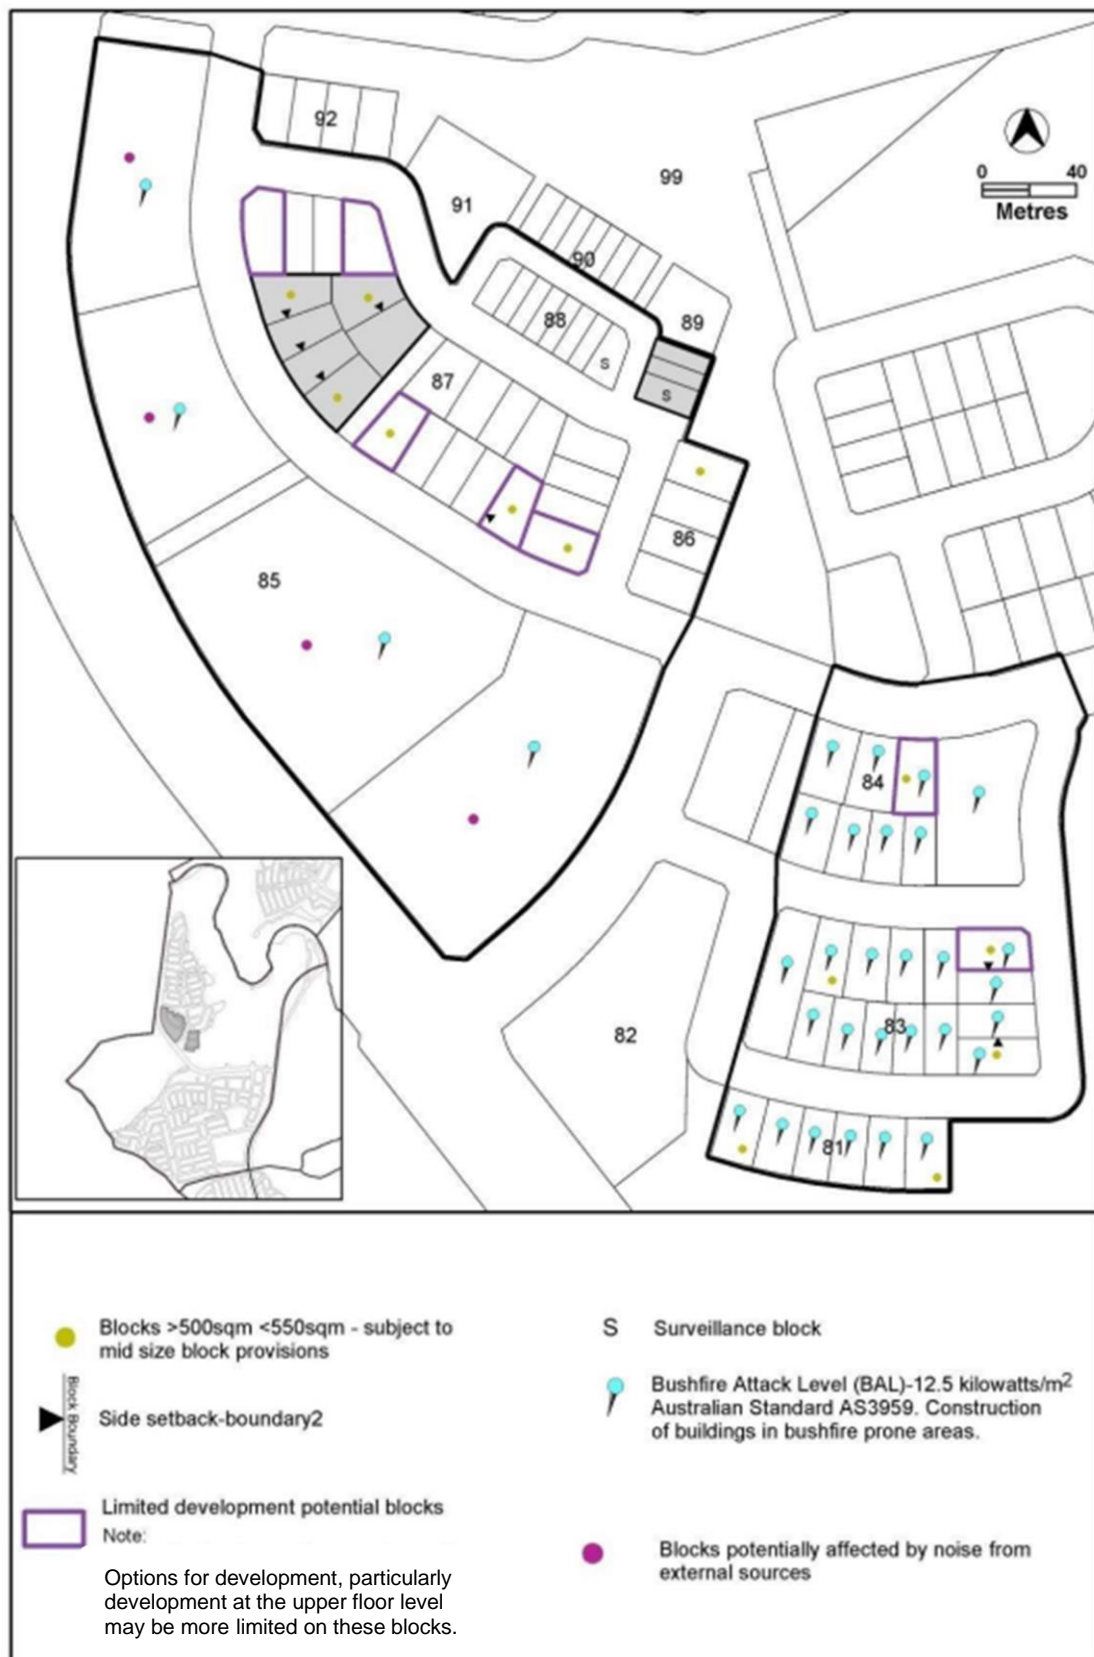 92
99
0 40
Metres
91
90
88
89
S
S
87
86
85
84
83
82
81
Blocks >500sqm <550sqm - subject to
mid size block provisions
Block Boundary
Side setback-boundary2
Limited development potential blocks
Note:
Options for development, particularly
development at the upper floor level
may be more limited on these blocks.
S Surveillance block
Bushfire Attack Level (BAL)-12.5 kilowatts/m2
Australian Standard AS3959. Construction
of buildings in bushfire prone areas.
Blocks potentially affected by noise from
external sources